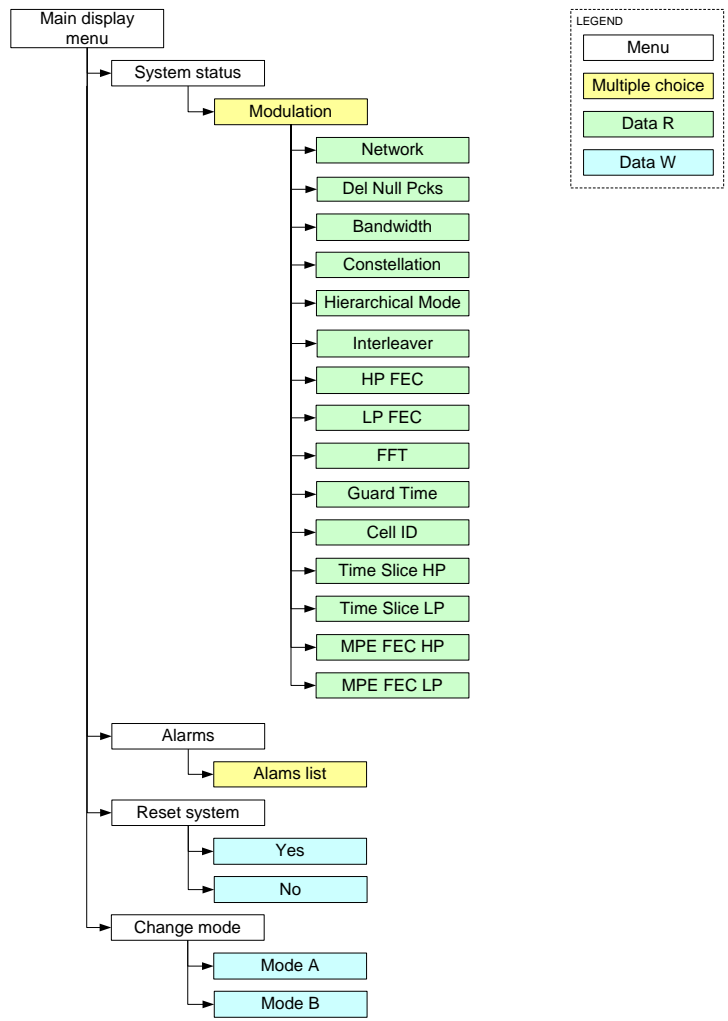 Main display
menu
System status
Modulation
Network
Del Null Pcks
Bandwidth
Constellation
Hierarchical Mode
Interleaver
HP FEC
LP FEC
FFT
Guard Time
Cell ID
Time Slice HP
Time Slice LP
MPE FEC HP
MPE FEC LP
Alarms
Alams list
Reset system
Yes
No
Change mode
Mode A
Mode B
LEGEND
Menu
Multiple choice
Data R
Data W